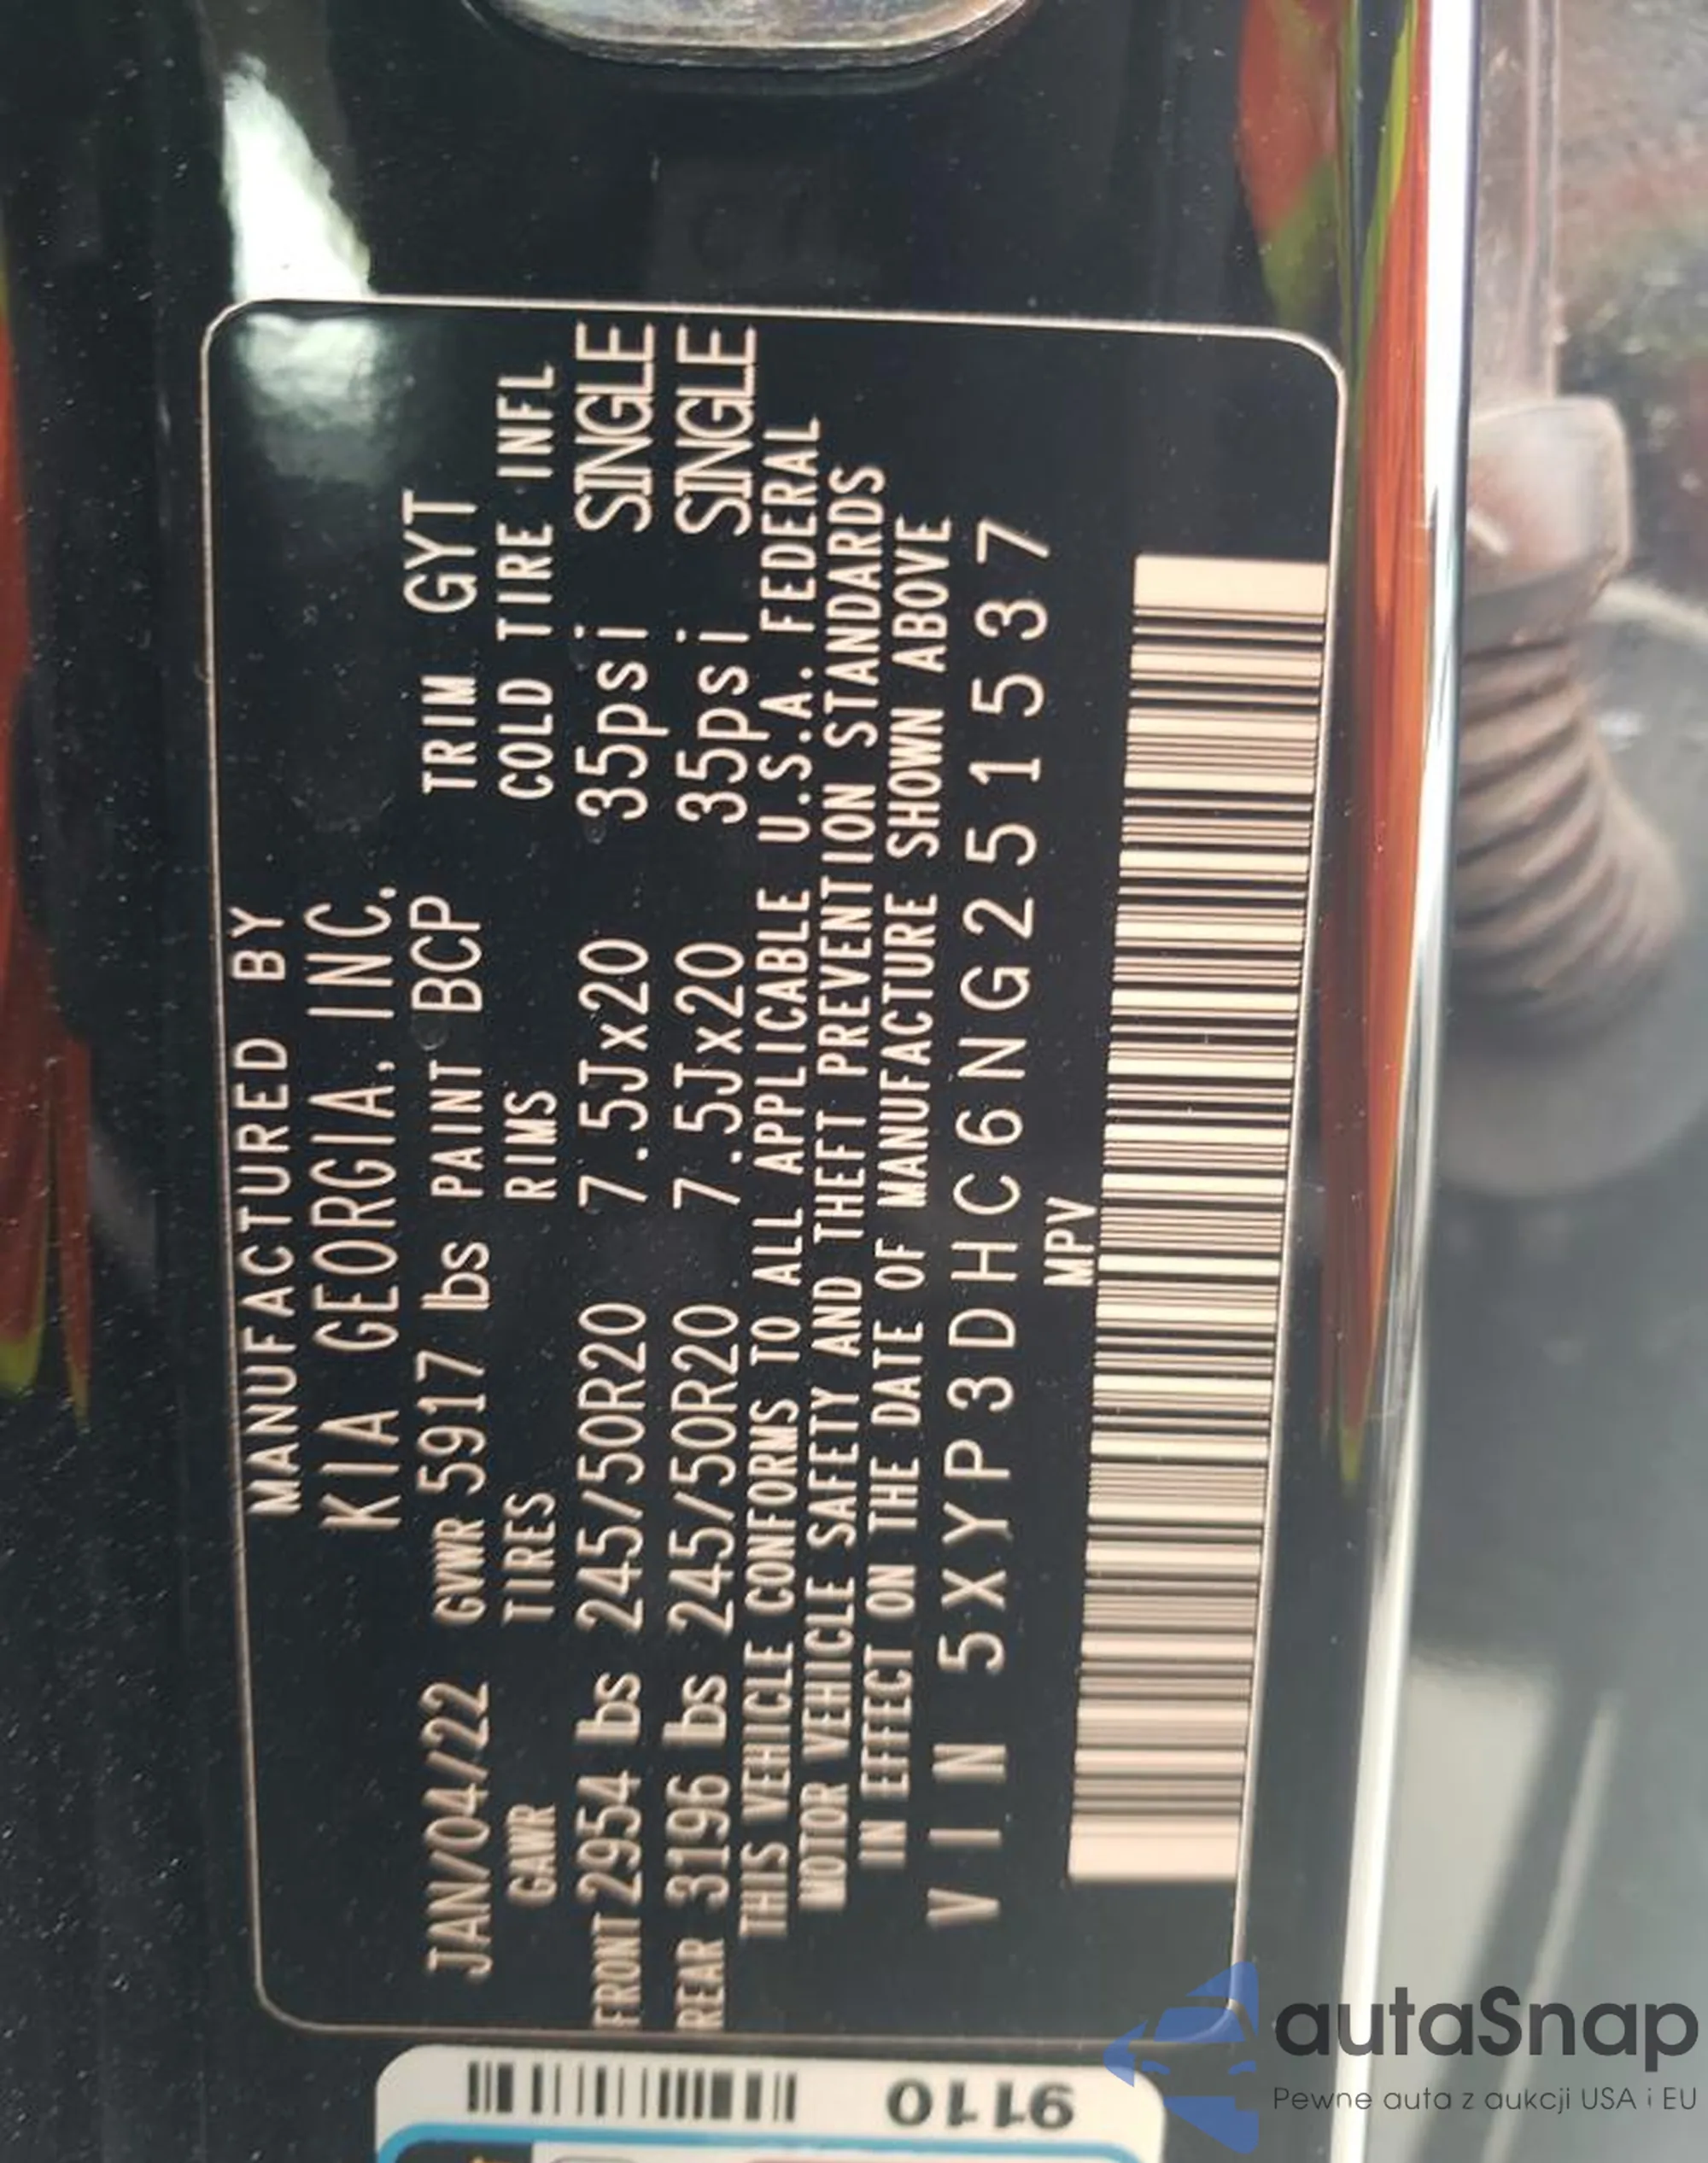 MANUFACTURED BY
KIA GEORGIA, INC.
JAN/04/22 GVWR 5917 lbs PAINT BCP TRIM GYT
GAWR TIRES RIMS COLD TIRE INFL
FRONT 2954 lbs 245/50R20 7.5Jx20 35psi SINGLE
REAR 3196 lbs 245/50R20 7.5Jx20 35psi SINGLE
THIS VEHICLE CONFORMS TO ALL APPLICABLE U.S.A. FEDERAL
MOTOR VEHICLE SAFETY AND THEFT PREVENTION STANDARDS
IN EFFECT ON THE DATE OF MANUFACTURE SHOWN ABOVE
VIN 5XYP3DHC6NG251537
MPV
9110
autaSnap
Pewne auta z aukcji USA i EU